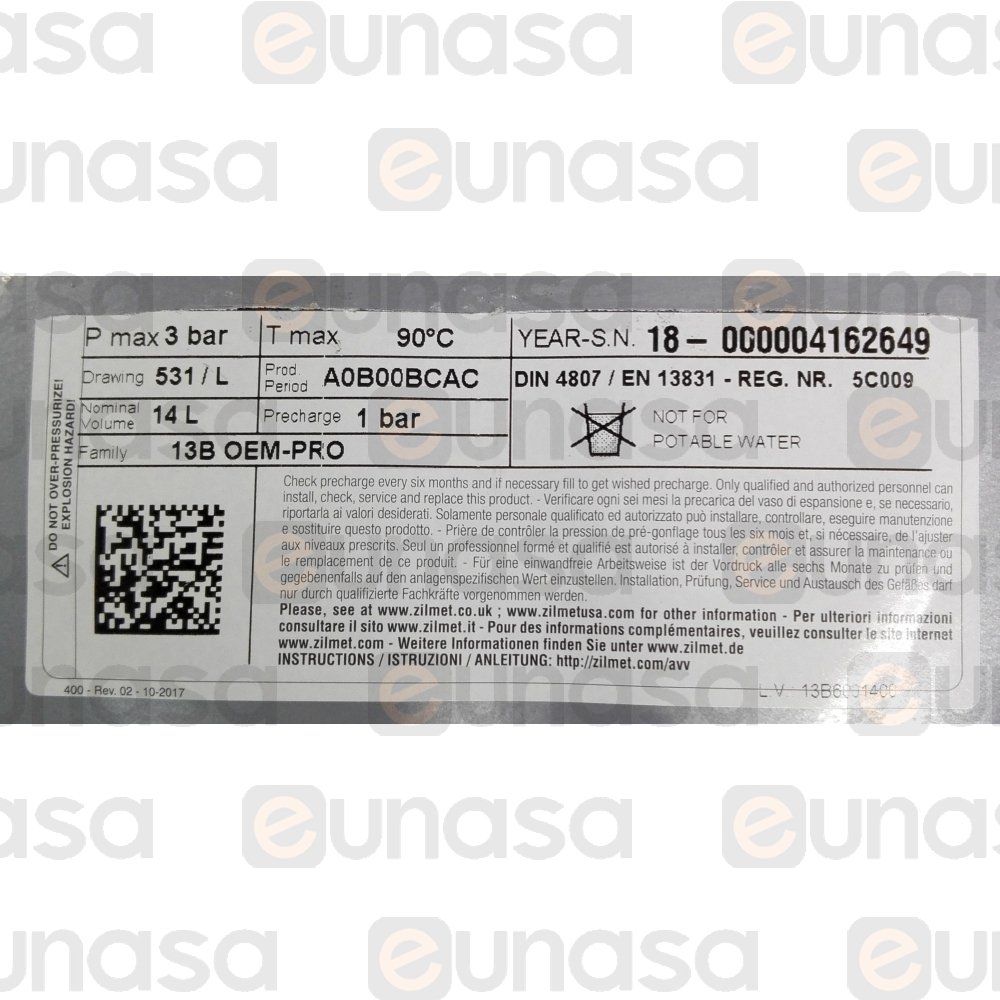 eunasa
P max 3 bar T max 90°C YEAR-S.N. 18- 000004162649
Drawing 531 / L Prod. Period A0B00BCAC DIN 4807 / EN 13831 - REG. NR. 5C009
Nominal Volume 14 L Precharge 1 bar NOT FOR
POTABLE WATER
Family 13B OEM-PRO
DO NOT OVER-PRESSURIZE!
EXPLOSION HAZARD!
Check precharge every six months and if necessary fill to get wished precharge. Only qualified and authorized personnel can
install, check, service and replace this product. - Verificare ogni sei mesi la precarica del vaso di espansione e, se necessario,
riportarla ai valori desiderati. Solamente personale qualificato ed autorizzato può installare, controllare, eseguire manutenzione
e sostituire questo prodotto. - Prière de contrôler la pression de pré-gonflage tous les six mois et, si nécessaire, de l'ajuster
aux niveaux prescrits. Seul un professionnel formé et qualifié est autorisé à installer, contrôler et assurer la maintenance ou
le remplacement de ce produit. - Für eine einwandfreie Arbeitsweise ist der Vordruck alle sechs Monate zu prüfen und
gegebenenfalls auf den anlagenspezifischen Wert einzustellen. Installation, Prüfung, Service und Austausch des Gefäßes darf
nur durch qualifizierte Fachkräfte vorgenommen werden.
Please, see at www.zilmet.co.uk ; www.zilmetusa.com for other information - Per ulteriori informazioni
consultare il sito www.zilmet.it - Pour des informations complémentaires, veuillez consulter le site Internet
www.zilmet.com - Weitere Informationen finden Sie unter www.zilmet.de
INSTRUCTIONS / ISTRUZIONI / ANLEITUNG: http://zilmet.com/avv
400 - Rev. 02 - 10-2017 L.V.: